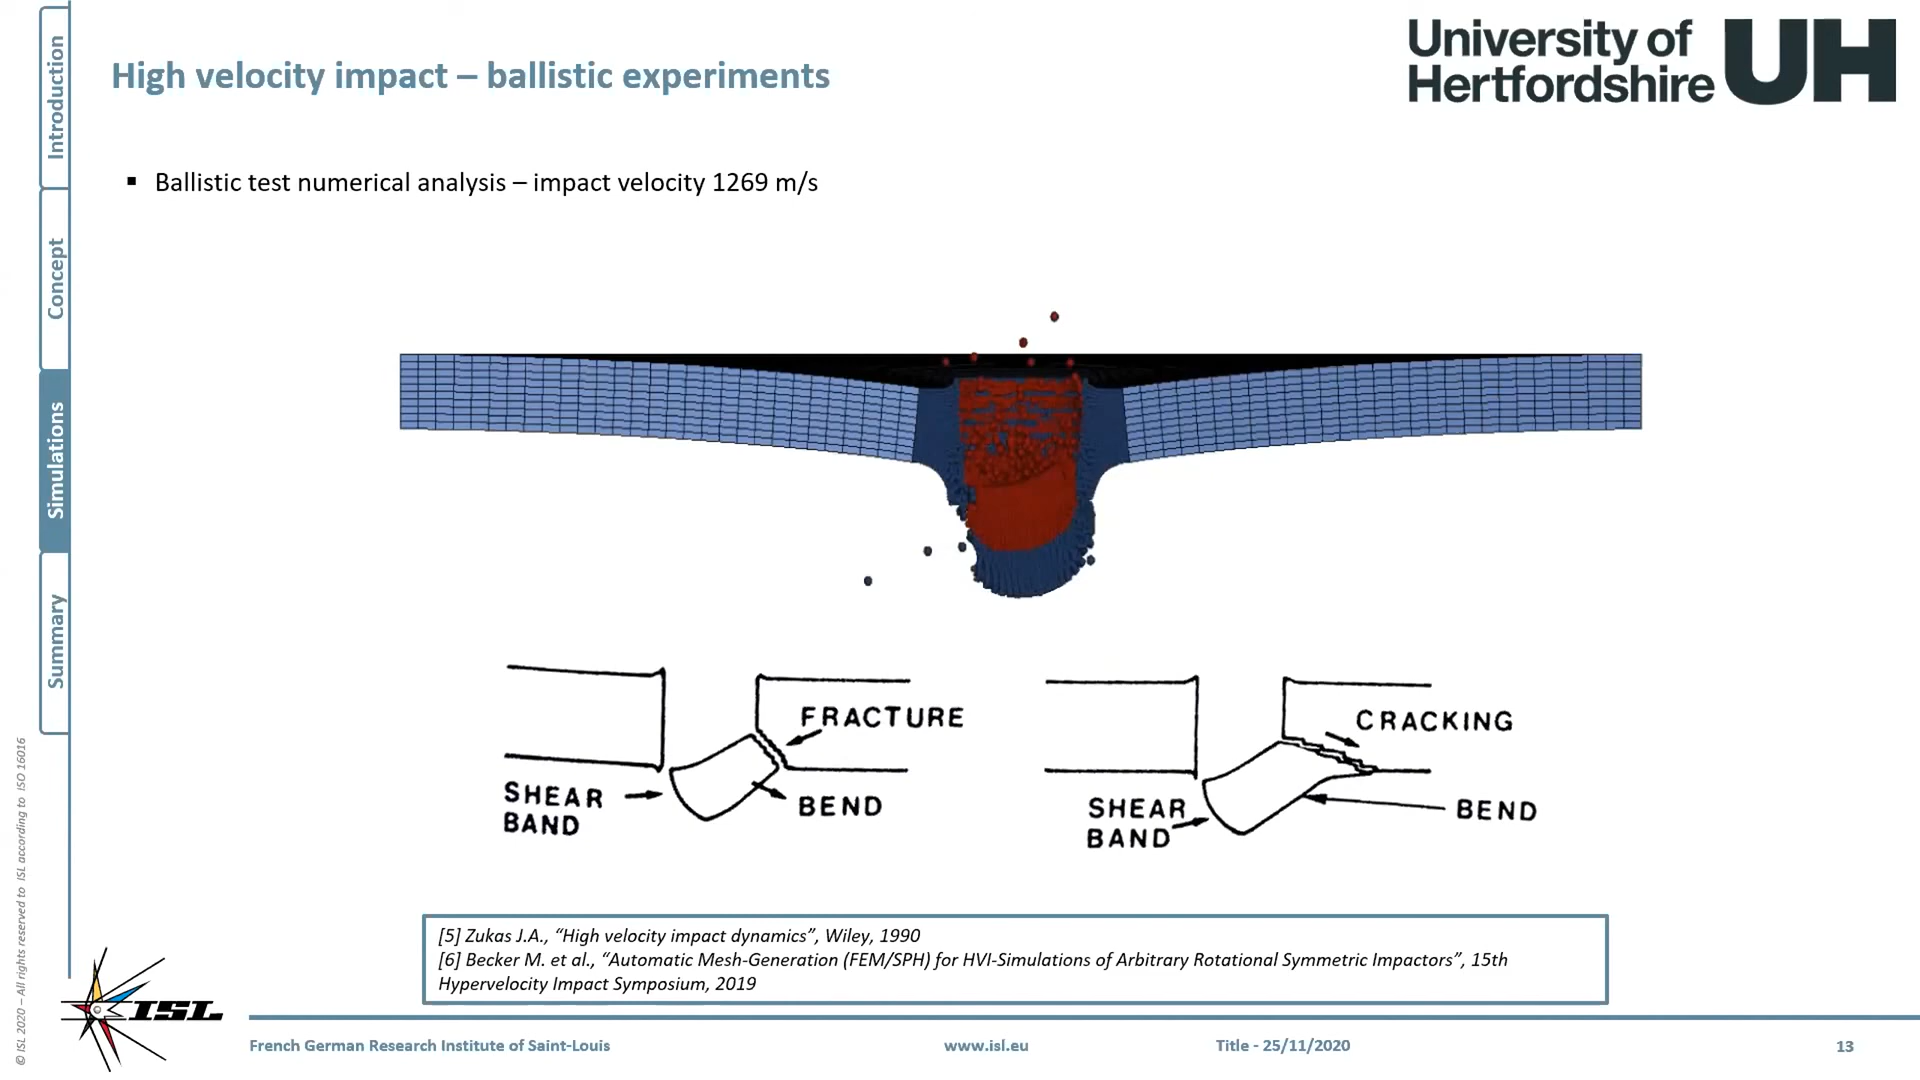 Introduction
Concept
Simulations
Summary
© ISL 2020 – All rights reserved to ISL according to ISO 16016
High velocity impact – ballistic experiments
University of
Hertfordshire
UH
▪ Ballistic test numerical analysis – impact velocity 1269 m/s
FRACTURE
SHEAR
BAND
BEND
CRACKING
SHEAR
BAND
BEND
[5] Zukas J.A., “High velocity impact dynamics”, Wiley, 1990
[6] Becker M. et al., “Automatic Mesh-Generation (FEM/SPH) for HVI-Simulations of Arbitrary Rotational Symmetric Impactors”, 15th
Hypervelocity Impact Symposium, 2019
ISL
French German Research Institute of Saint-Louis
www.isl.eu
Title - 25/11/2020
13